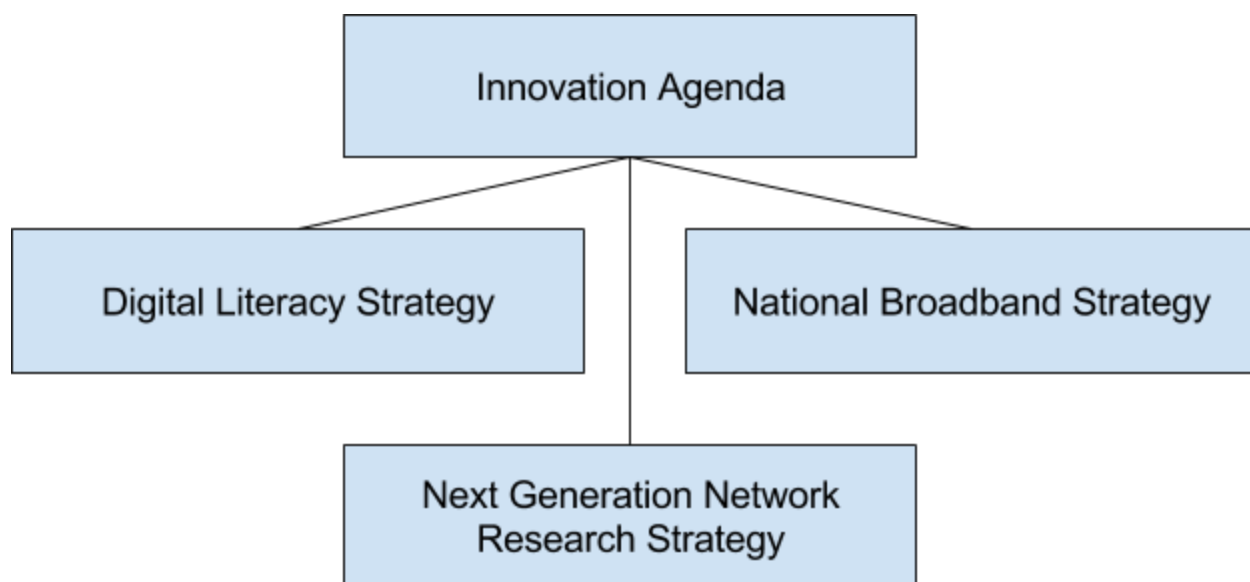 Innovation Agenda
Digital Literacy Strategy
National Broadband Strategy
Next Generation Network
Research Strategy